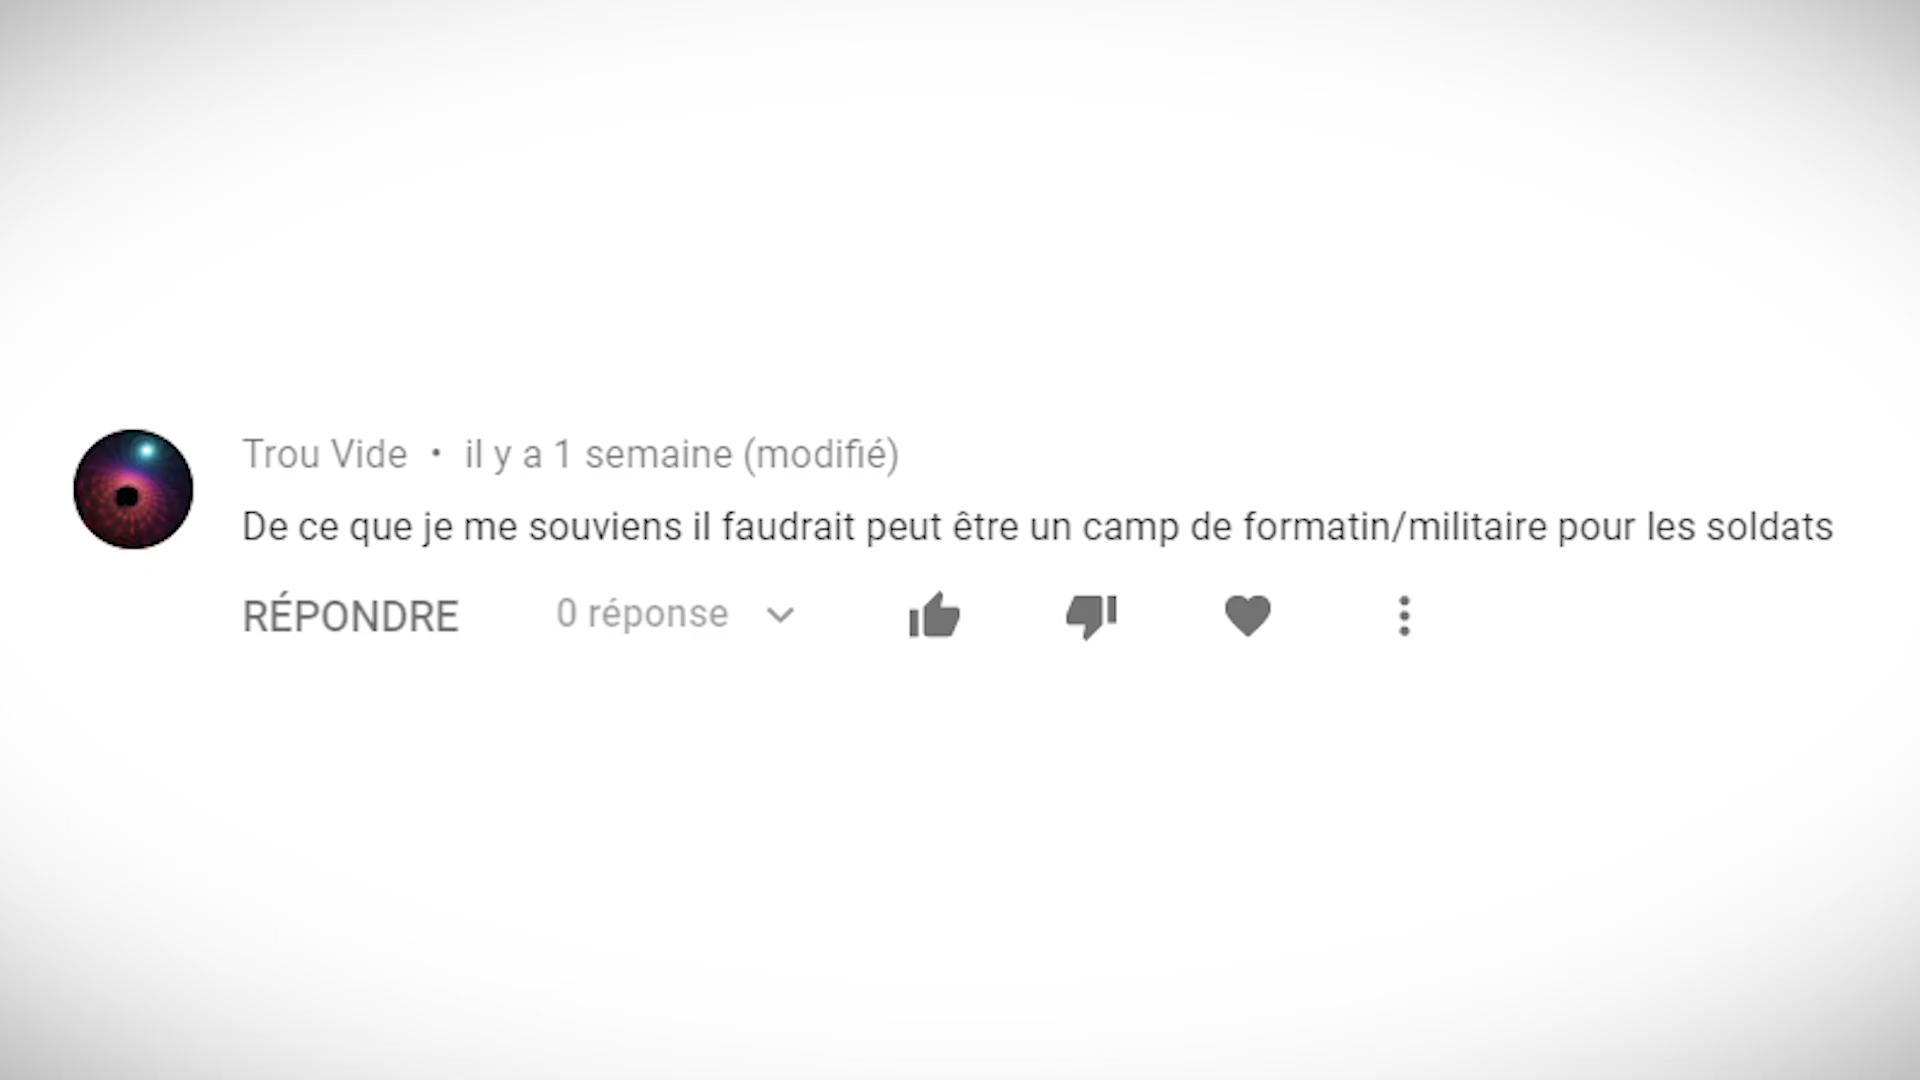 Trou Vide • il y a 1 semaine (modifié)
De ce que je me souviens il faudrait peut être un camp de formatin/militaire pour les soldats
RÉPONDRE 0 réponse